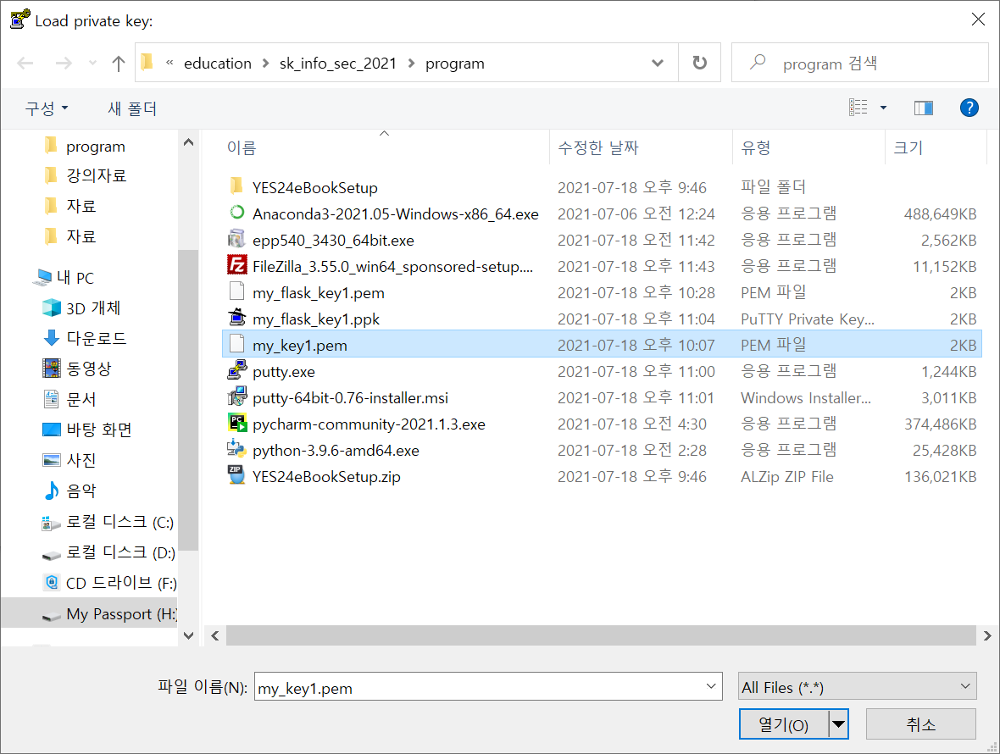 Load private key:
« education › sk_info_sec_2021 › program
program 검색
구성
새 폴더
program
강의자료
자료
자료
내 PC
3D 개체
다운로드
동영상
문서
바탕 화면
사진
음악
로컬 디스크 (C:)
로컬 디스크 (D:)
CD 드라이브 (F:)
My Passport (H:)
이름 수정한 날짜 유형 크기
YES24eBookSetup 2021-07-18 오후 9:46 파일 폴더
Anaconda3-2021.05-Windows-x86_64.exe 2021-07-06 오전 12:24 응용 프로그램 488,649KB
epp540_3430_64bit.exe 2021-07-18 오전 11:42 응용 프로그램 2,562KB
FileZilla_3.55.0_win64_sponsored-setup.... 2021-07-18 오후 11:43 응용 프로그램 11,152KB
my_flask_key1.pem 2021-07-18 오후 10:28 PEM 파일 2KB
my_flask_key1.ppk 2021-07-18 오후 11:04 PuTTY Private Key... 2KB
my_key1.pem 2021-07-18 오후 10:07 PEM 파일 2KB
putty.exe 2021-07-18 오후 11:00 응용 프로그램 1,244KB
putty-64bit-0.76-installer.msi 2021-07-18 오후 11:01 Windows Installer... 3,011KB
pycharm-community-2021.1.3.exe 2021-07-18 오전 4:30 응용 프로그램 374,486KB
python-3.9.6-amd64.exe 2021-07-18 오전 2:28 응용 프로그램 25,428KB
YES24eBookSetup.zip 2021-07-18 오후 9:46 ALZip ZIP File 136,021KB
파일 이름(N): my_key1.pem
All Files (*.*)
열기(O)
취소